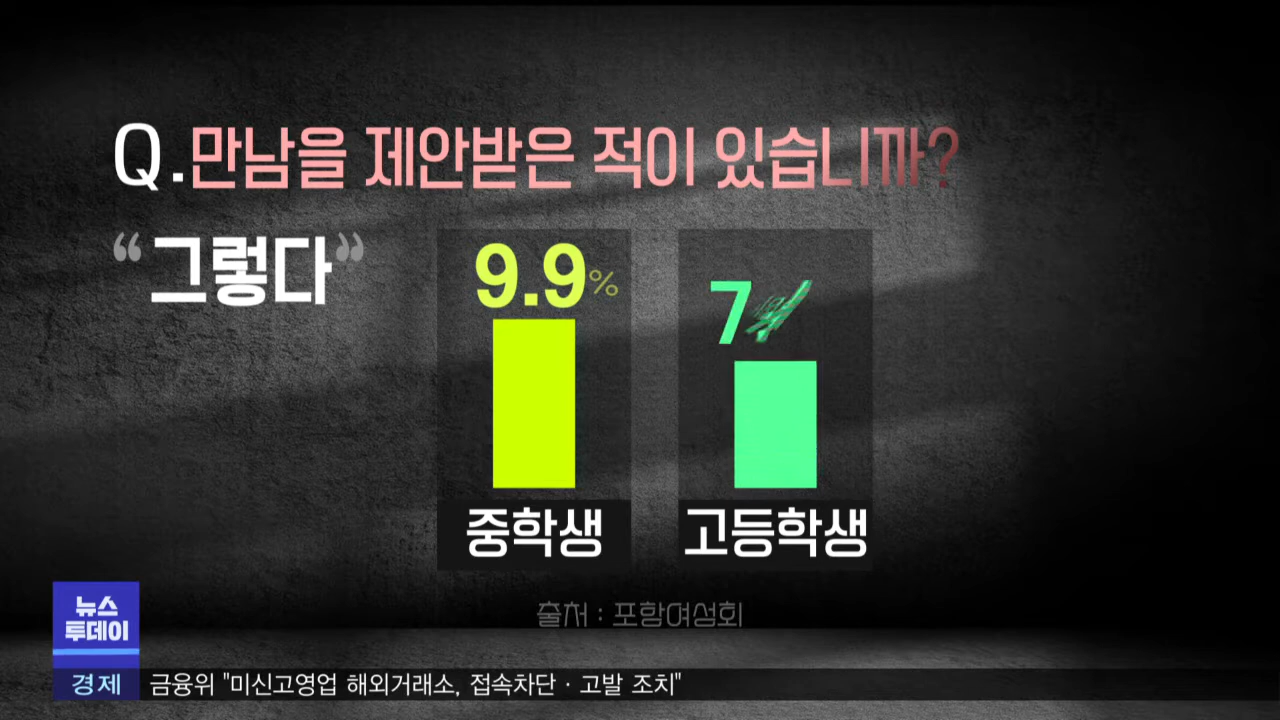 Q.만남을 제안받은 적이 있습니까?
“그렇다”
9.9%
7
중학생
고등학생
출처 : 포항여성회
뉴스
투데이
경제
금융위 "미신고영업 해외거래소, 접속차단 · 고발 조치"